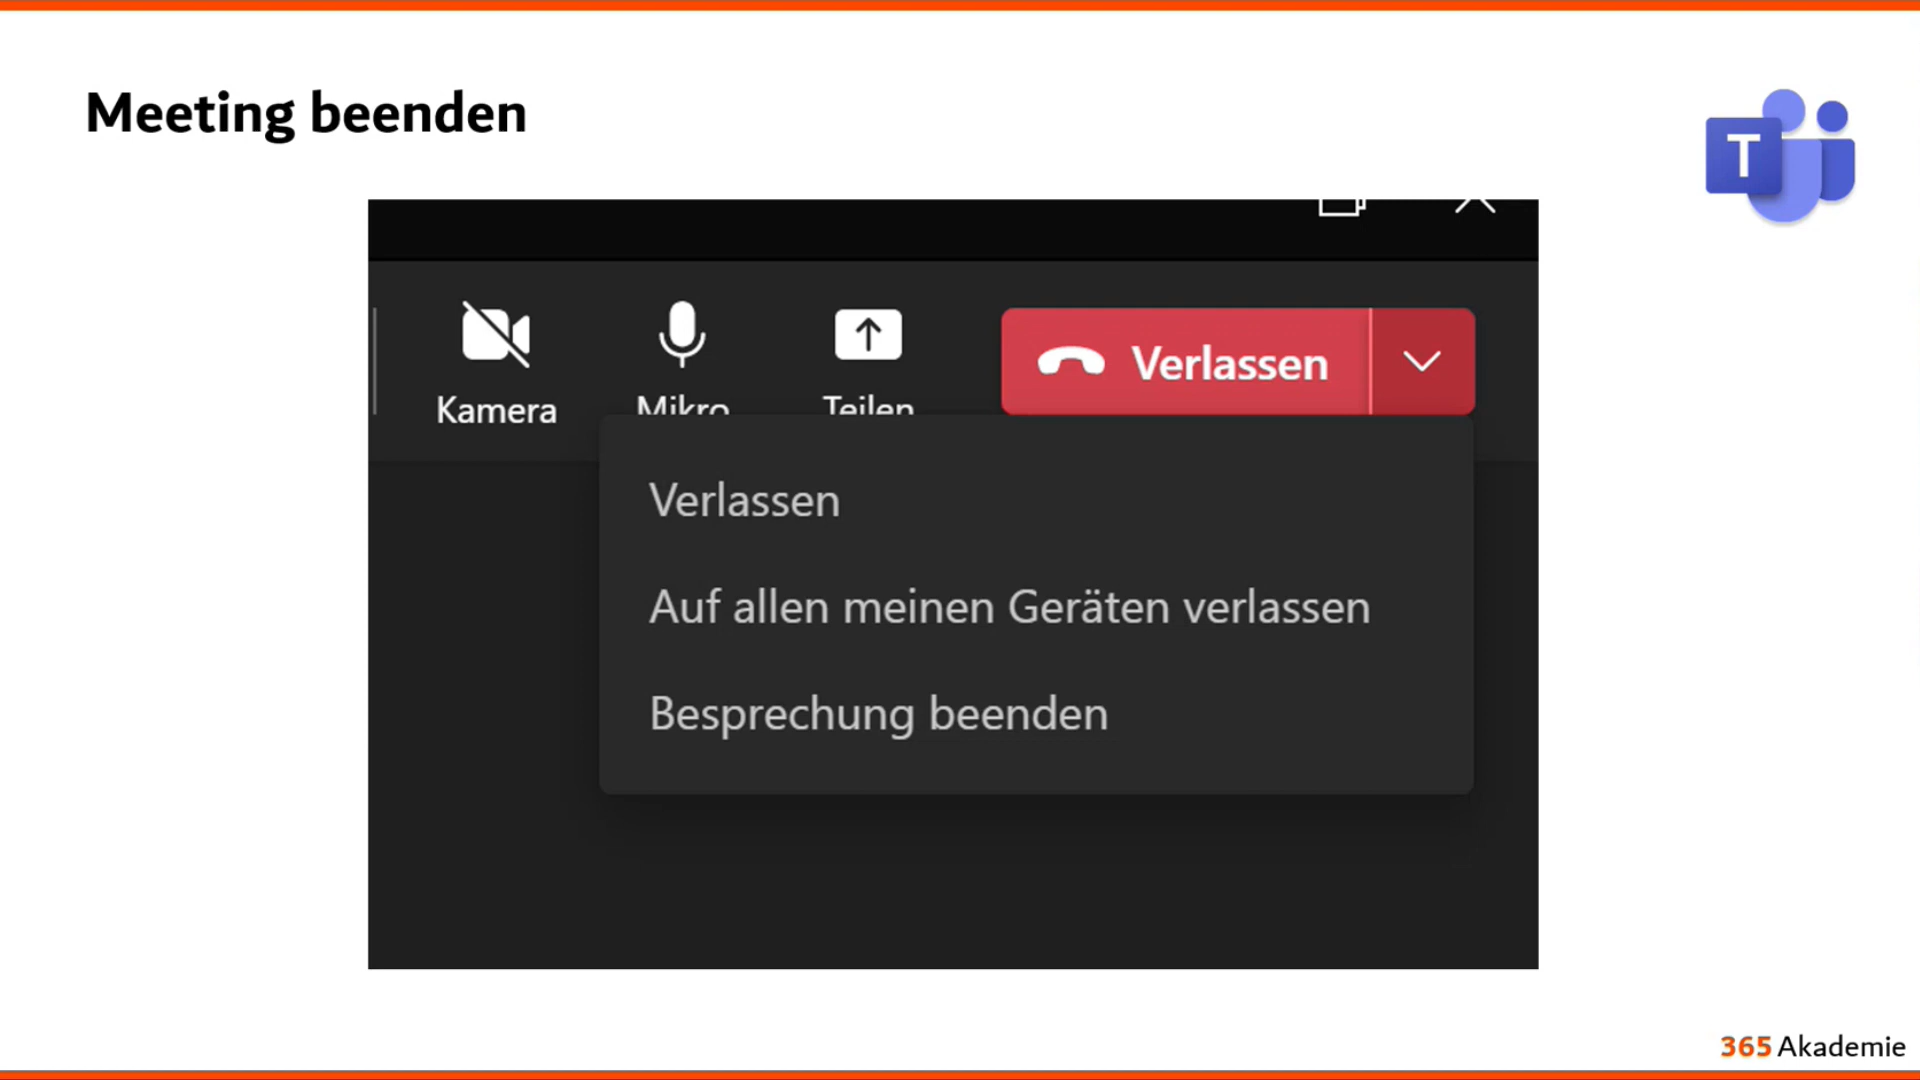 Meeting beenden
T
Kamera
Mikro
Teilen
Verlassen
Verlassen
Auf allen meinen Geräten verlassen
Besprechung beenden
365 Akademie